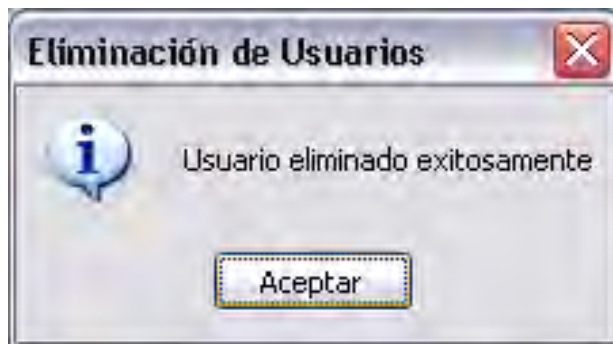 Eliminación de Usuarios
Usuario eliminado exitosamente
Aceptar